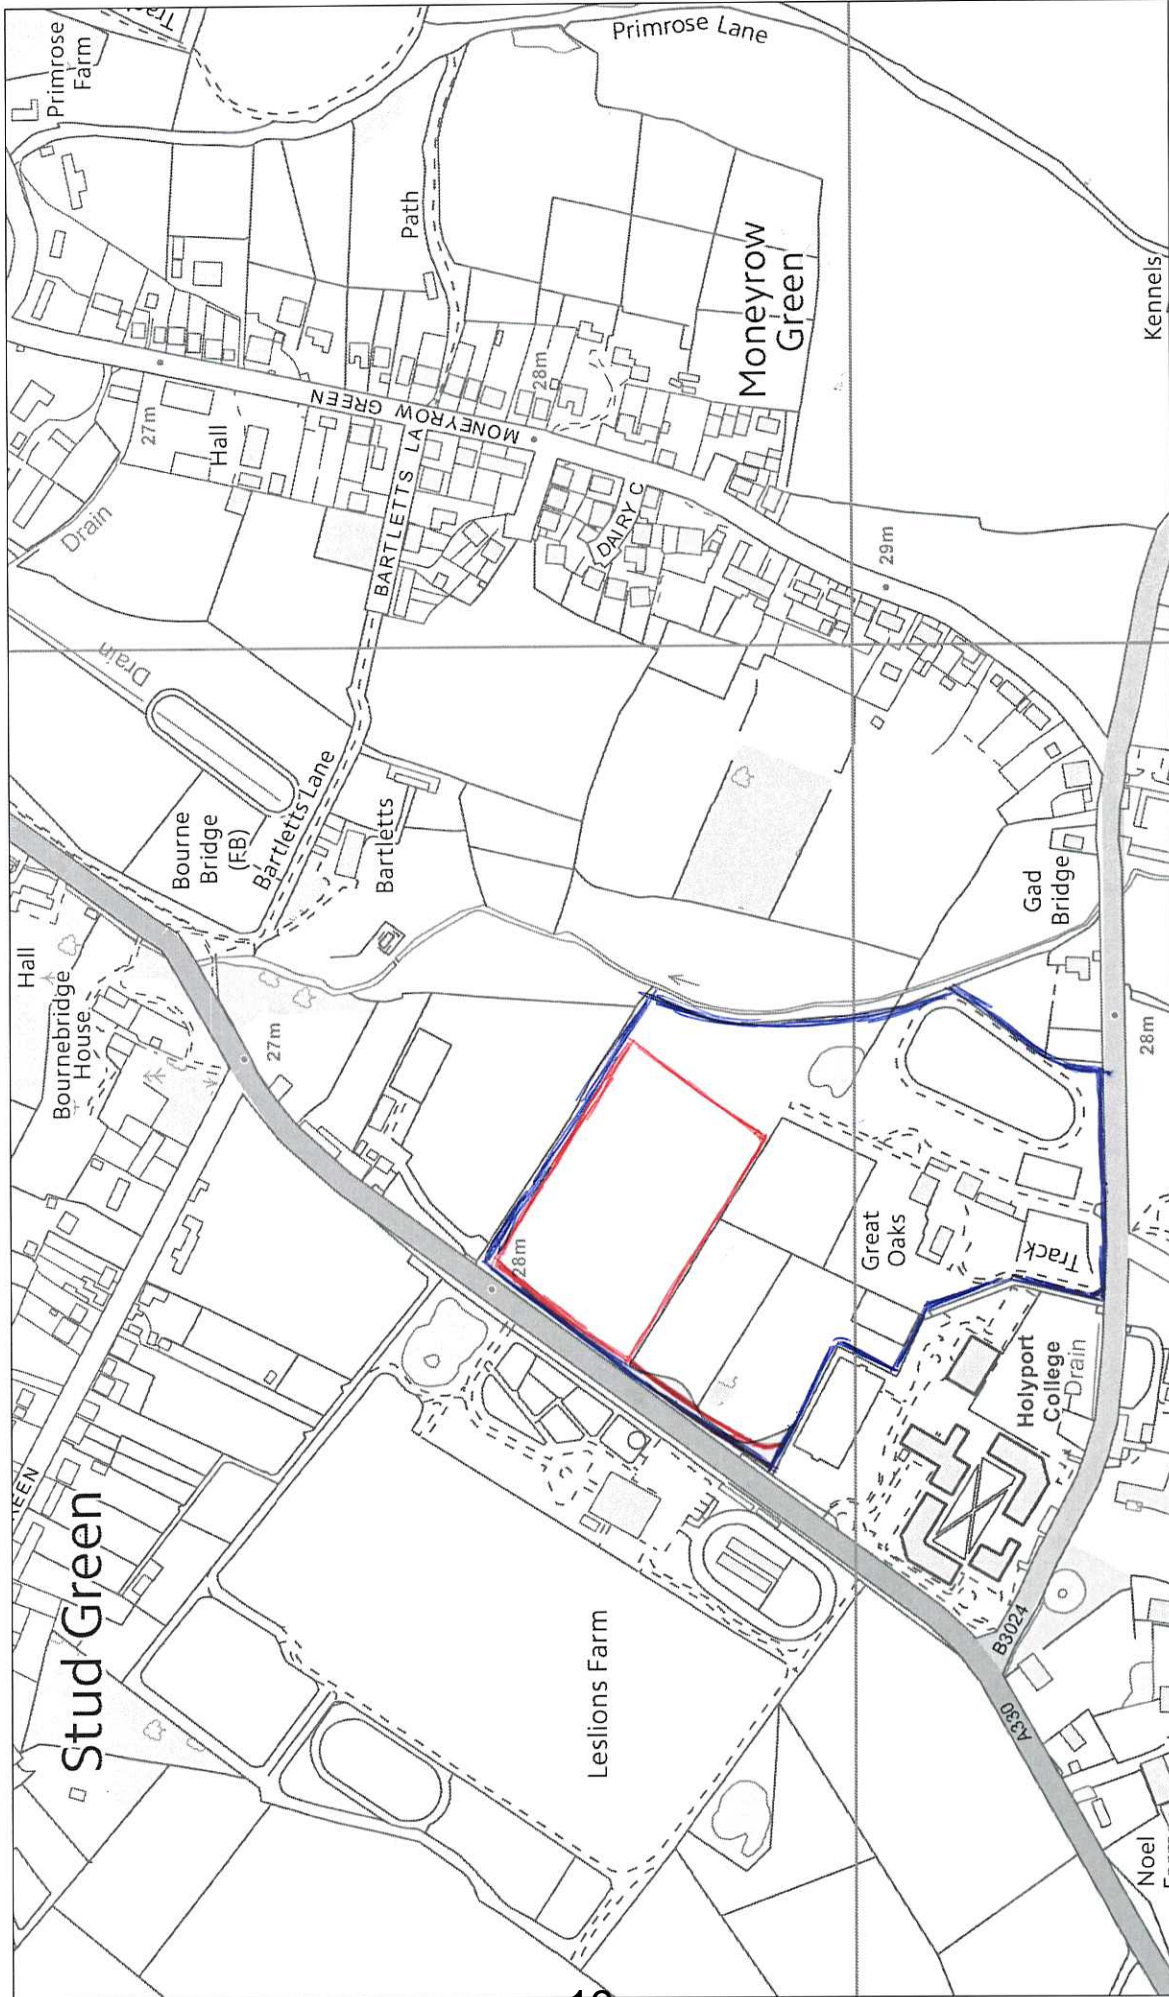 Primrose
Farm
Primrose Lane
Path
27m
Hall
MONEYROW GREEN
28m
Moneyrow
Green
Kennels
Drain
BARTLETTS LA
DAIRY C
29m
Drain
Bourne
Bridge
(FB)
Bartletts Lane
Bartletts
Gad
Bridge
Hall
Bournebridge
House
27m
28m
28m
Great
Oaks
Track
Holyport
College
Drain
Stud Green
Leslions Farm
B3024
A330
Noel